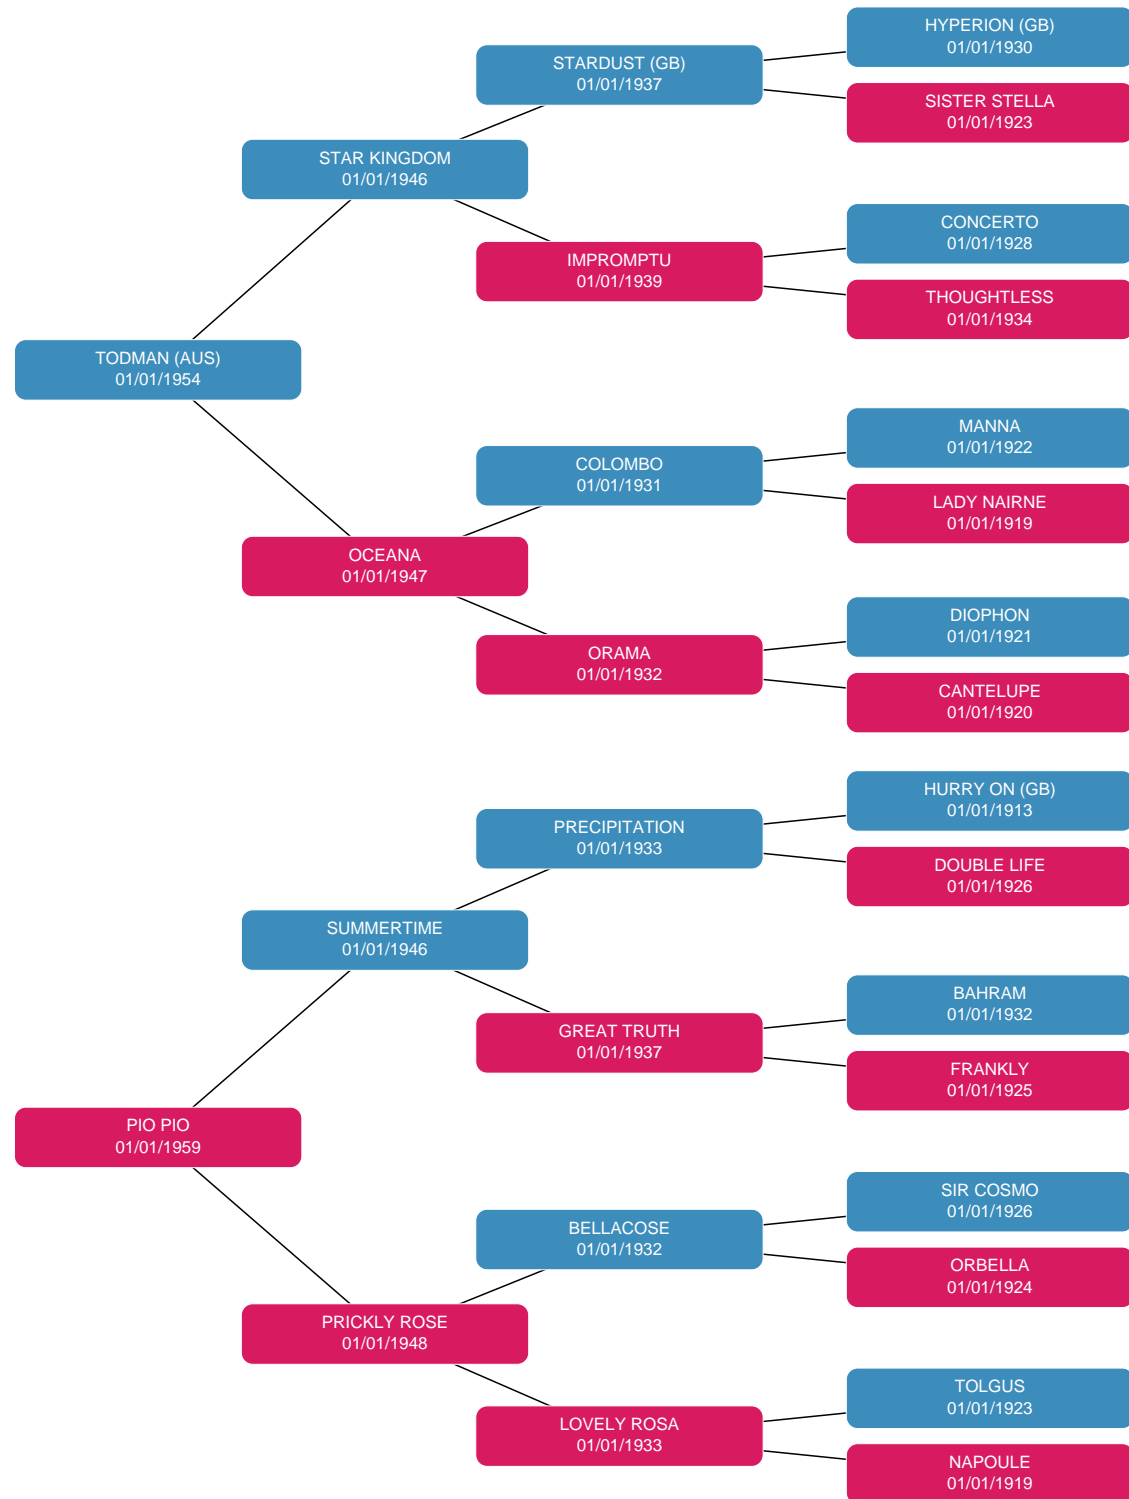 HYPERION (GB)
01/01/1930
STARDUST (GB)
01/01/1937
SISTER STELLA
01/01/1923
STAR KINGDOM
01/01/1946
CONCERTO
01/01/1928
IMPROMPTU
01/01/1939
THOUGHTLESS
01/01/1934
TODMAN (AUS)
01/01/1954
MANNA
01/01/1922
COLOMBO
01/01/1931
LADY NAIRNE
01/01/1919
OCEANA
01/01/1947
DIOPHON
01/01/1921
ORAMA
01/01/1932
CANTELUPE
01/01/1920
HURRY ON (GB)
01/01/1913
PRECIPITATION
01/01/1933
DOUBLE LIFE
01/01/1926
SUMMERTIME
01/01/1946
BAHRAM
01/01/1932
GREAT TRUTH
01/01/1937
FRANKLY
01/01/1925
PIO PIO
01/01/1959
SIR COSMO
01/01/1926
BELLACOSE
01/01/1932
ORBELLA
01/01/1924
PRICKLY ROSE
01/01/1948
TOLGUS
01/01/1923
LOVELY ROSA
01/01/1933
NAPOULE
01/01/1919